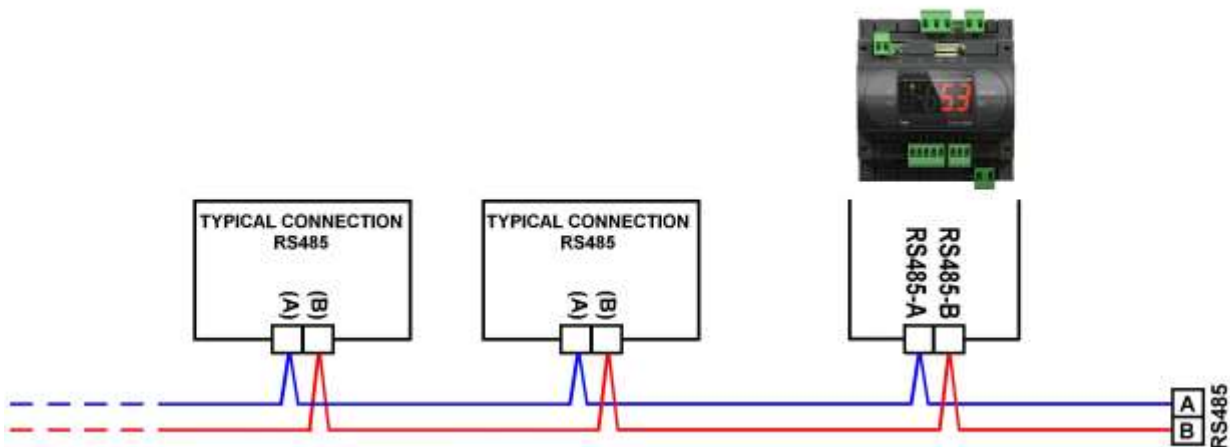 53
TYPICAL CONNECTION
RS485
(A)
(B)
TYPICAL CONNECTION
RS485
(A)
(B)
RS485-A
RS485-B
A
B
RS485